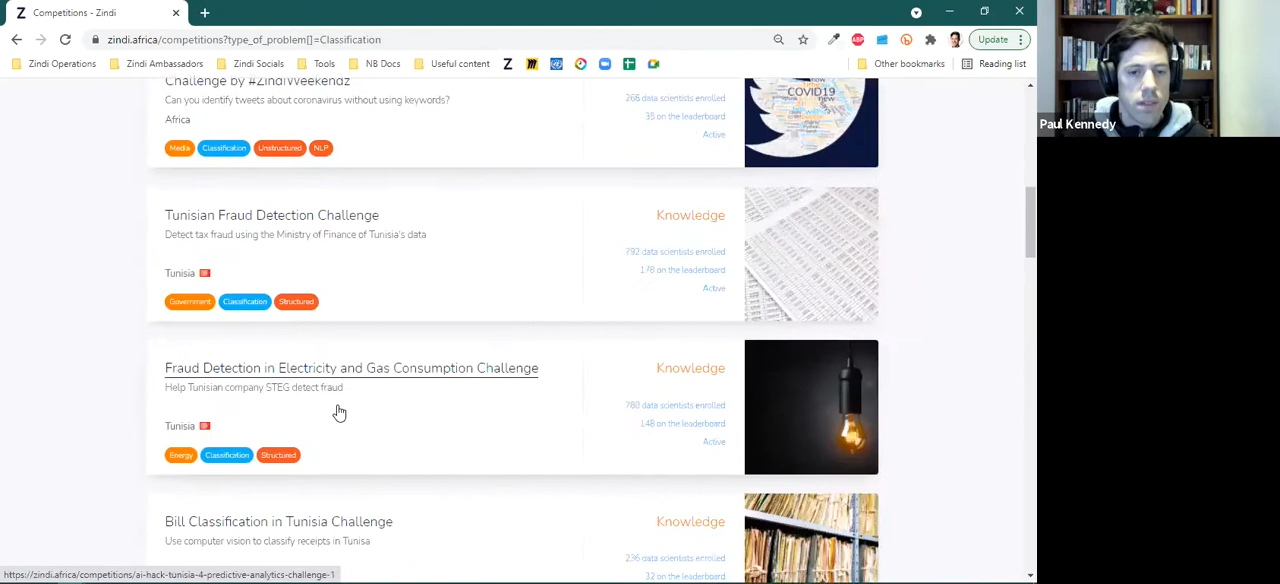 Competitions - Zindi
zindi.africa/competitions?type_of_problem[]=Classification
ABP
Update
Zindi Operations
Zindi Ambassadors
Zindi Socials
Tools
NB Docs
Useful content
Other bookmarks
Reading list
Challenge by #ZindiWeekendz
Can you identify tweets about coronavirus without using keywords?
Africa
Media Classification Unstructured NLP
268 data scientists enrolled
35 on the leaderboard
Active
COVID19
Tunisian Fraud Detection Challenge
Detect tax fraud using the Ministry of Finance of Tunisia's data
Tunisia
Government Classification Structured
Knowledge
792 data scientists enrolled
178 on the leaderboard
Active
Fraud Detection in Electricity and Gas Consumption Challenge
Help Tunisian company STEG detect fraud
Tunisia
Energy Classification Structured
Knowledge
780 data scientists enrolled
148 on the leaderboard
Active
Bill Classification in Tunisia Challenge
Use computer vision to classify receipts in Tunisa
Knowledge
236 data scientists enrolled
32 on the leaderboard
https://zindi.africa/competitions/ai-hack-tunisia-4-predictive-analytics-challenge-1
Paul Kennedy